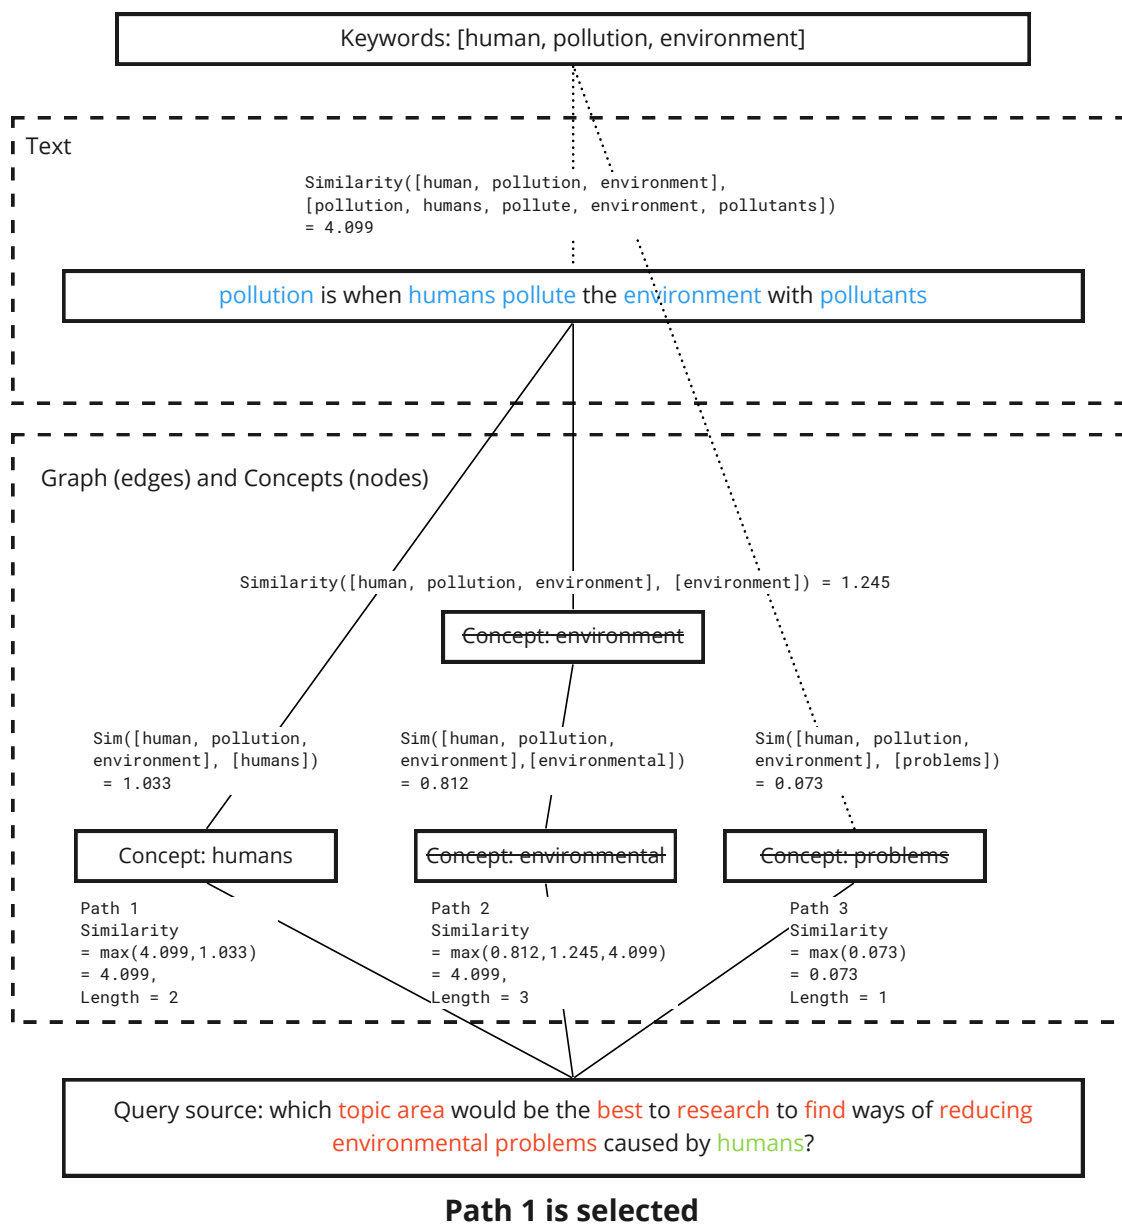 Keywords: [human, pollution, environment]
Text
Similarity([human, pollution, environment],
[pollution, humans, pollute, environment, pollutants])
= 4.099
pollution is when humans pollute the environment with pollutants
Graph (edges) and Concepts (nodes)
Similarity([human, pollution, environment], [environment]) = 1.245
Concept: environment
Sim([human, pollution,
environment], [humans])
= 1.033
Sim([human, pollution,
environment],[environmental])
= 0.812
Sim([human, pollution,
environment], [problems])
= 0.073
Concept: humans
Concept: environmental
Concept: problems
Path 1
Similarity
= max(4.099,1.033)
= 4.099,
Length = 2
Path 2
Similarity
= max(0.812,1.245,4.099)
= 4.099,
Length = 3
Path 3
Similarity
= max(0.073)
= 0.073
Length = 1
Query source: which topic area would be the best to research to find ways of reducing
environmental problems caused by humans?
Path 1 is selected